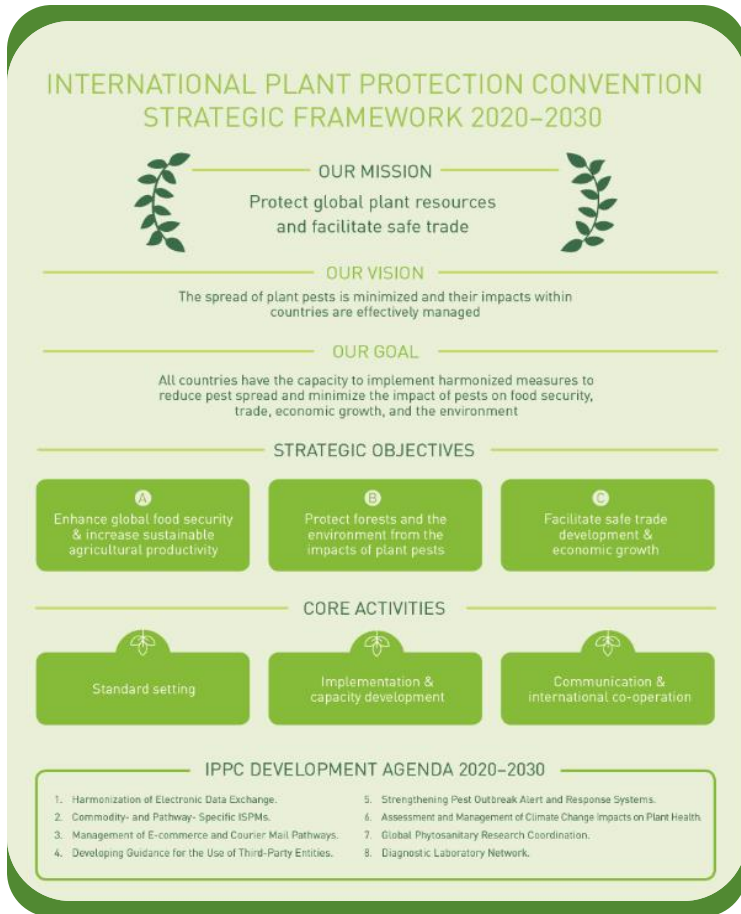 INTERNATIONAL PLANT PROTECTION CONVENTION
STRATEGIC FRAMEWORK 2020–2030
OUR MISSION
Protect global plant resources
and facilitate safe trade
OUR VISION
The spread of plant pests is minimized and their impacts within
countries are effectively managed
OUR GOAL
All countries have the capacity to implement harmonized measures to
reduce pest spread and minimize the impact of pests on food security,
trade, economic growth, and the environment
STRATEGIC OBJECTIVES
A
Enhance global food security
& increase sustainable
agricultural productivity
B
Protect forests and the
environment from the
impacts of plant pests
C
Facilitate safe trade
development &
economic growth
CORE ACTIVITIES
Standard setting
Implementation &
capacity development
Communication &
international co-operation
IPPC DEVELOPMENT AGENDA 2020–2030
1. Harmonization of Electronic Data Exchange.
2. Commodity- and Pathway- Specific ISPMs.
3. Management of E-commerce and Courier Mail Pathways.
4. Developing Guidance for the Use of Third-Party Entities.
5. Strengthening Pest Outbreak Alert and Response Systems.
6. Assessment and Management of Climate Change Impacts on Plant Health.
7. Global Phytosanitary Research Coordination.
8. Diagnostic Laboratory Network.